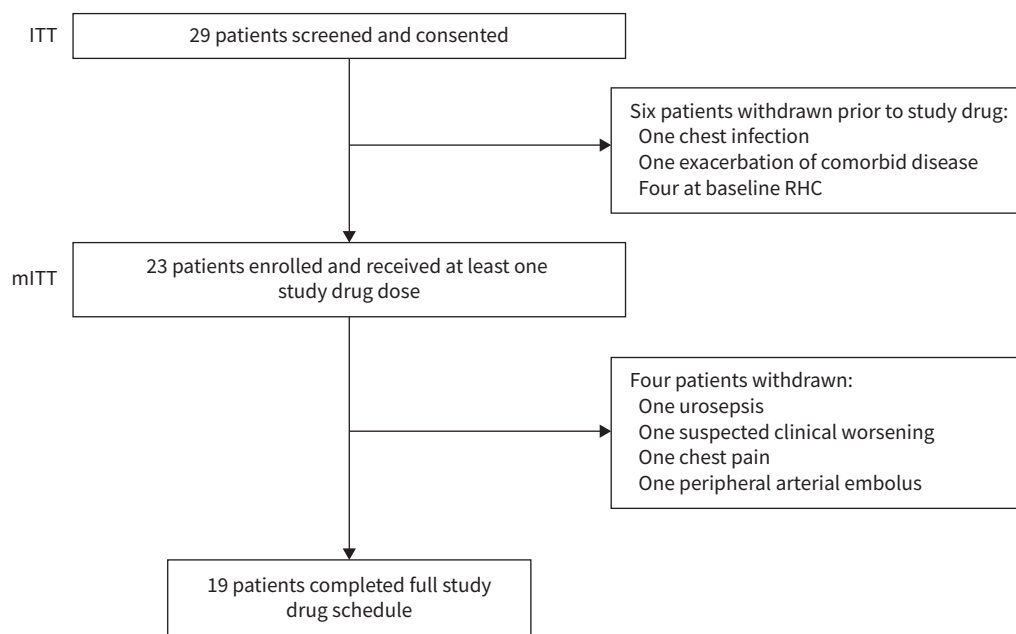 ITT
29 patients screened and consented
Six patients withdrawn prior to study drug:
One chest infection
One exacerbation of comorbid disease
Four at baseline RHC
mITT
23 patients enrolled and received at least one
study drug dose
Four patients withdrawn:
One urosepsis
One suspected clinical worsening
One chest pain
One peripheral arterial embolus
19 patients completed full study
drug schedule